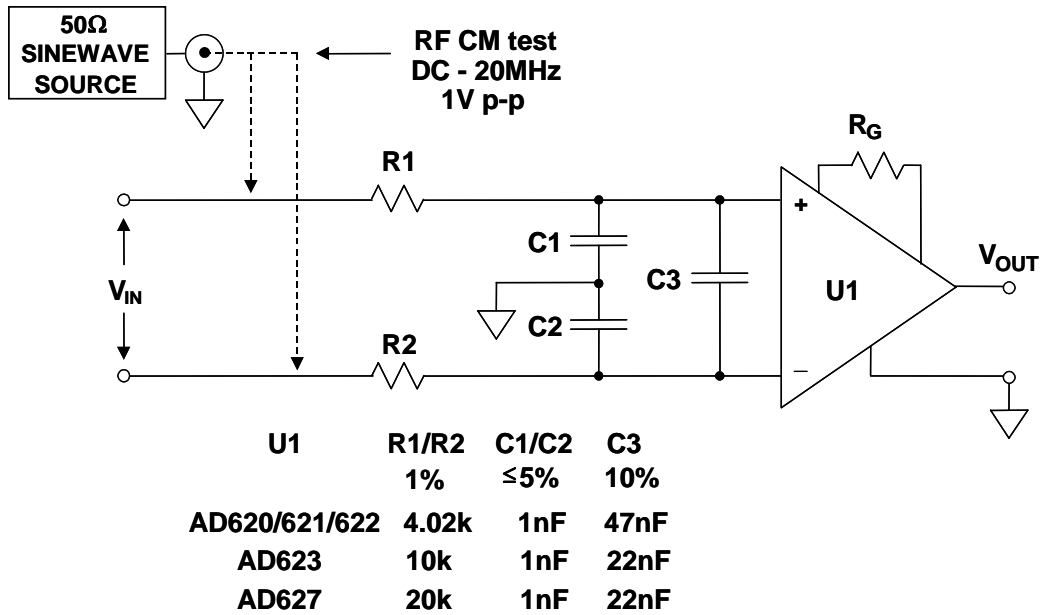 50Ω
SINEWAVE
SOURCE
RF CM test
DC - 20MHz
1V p-p
RG
R1
+
C1
VIN
C3
U1
VOUT
C2
R2
–
U1 R1/R2 C1/C2 C3
1% ≤5% 10%
AD620/621/622 4.02k 1nF 47nF
AD623 10k 1nF 22nF
AD627 20k 1nF 22nF